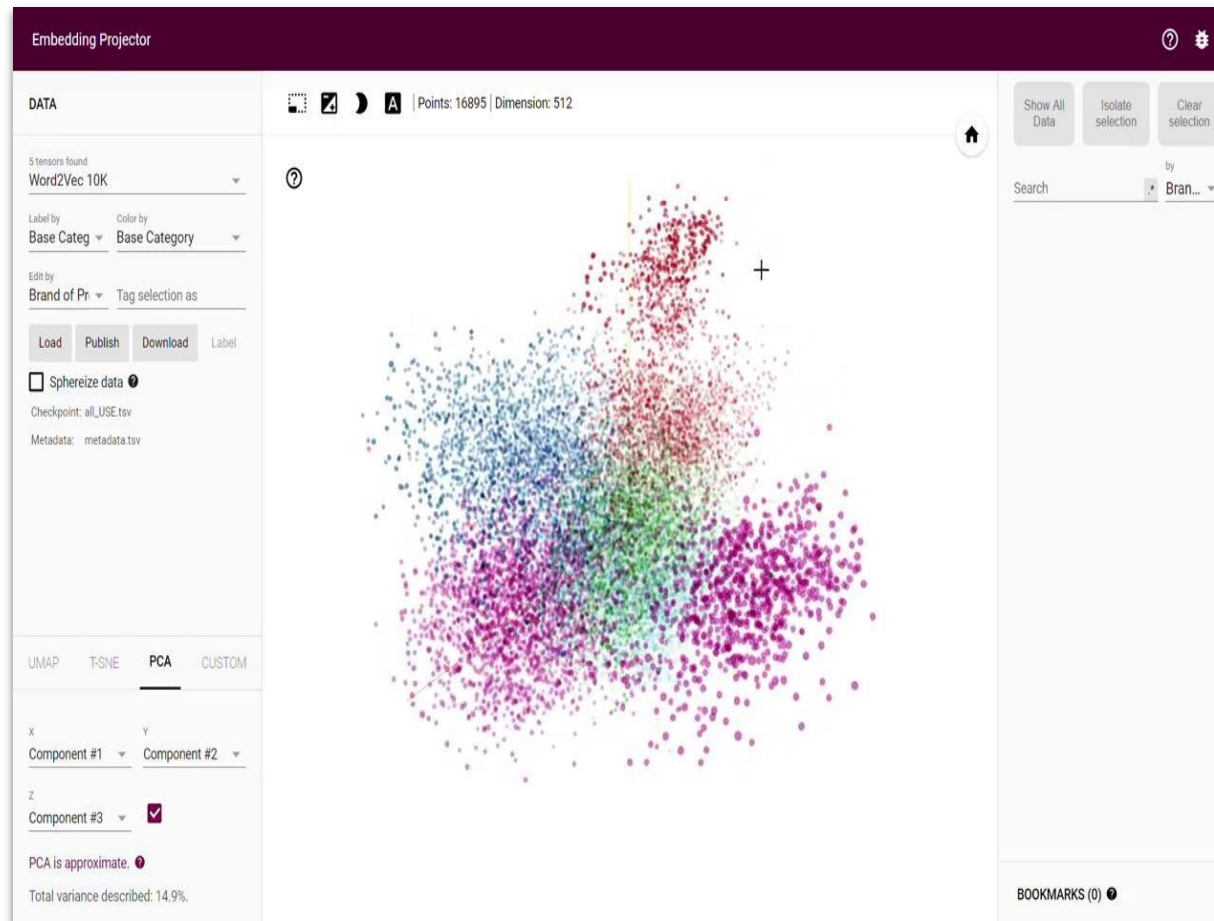 Embedding Projector
DATA
5 tensors found
Word2Vec 10K
Label by Color by
Base Categ Base Category
Edit by
Brand of Pr Tag selection as
Load Publish Download Label
Sphereize data
Checkpoint: all_USE.tsv
Metadata: metadata.tsv
UMAP T-SNE PCA CUSTOM
X Y
Component #1 Component #2
Z
Component #3
PCA is approximate.
Total variance described: 14.9%.
A Points: 16895 Dimension: 512
Show All Data
Isolate selection
Clear selection
by
Search .* Bran...
BOOKMARKS (0)